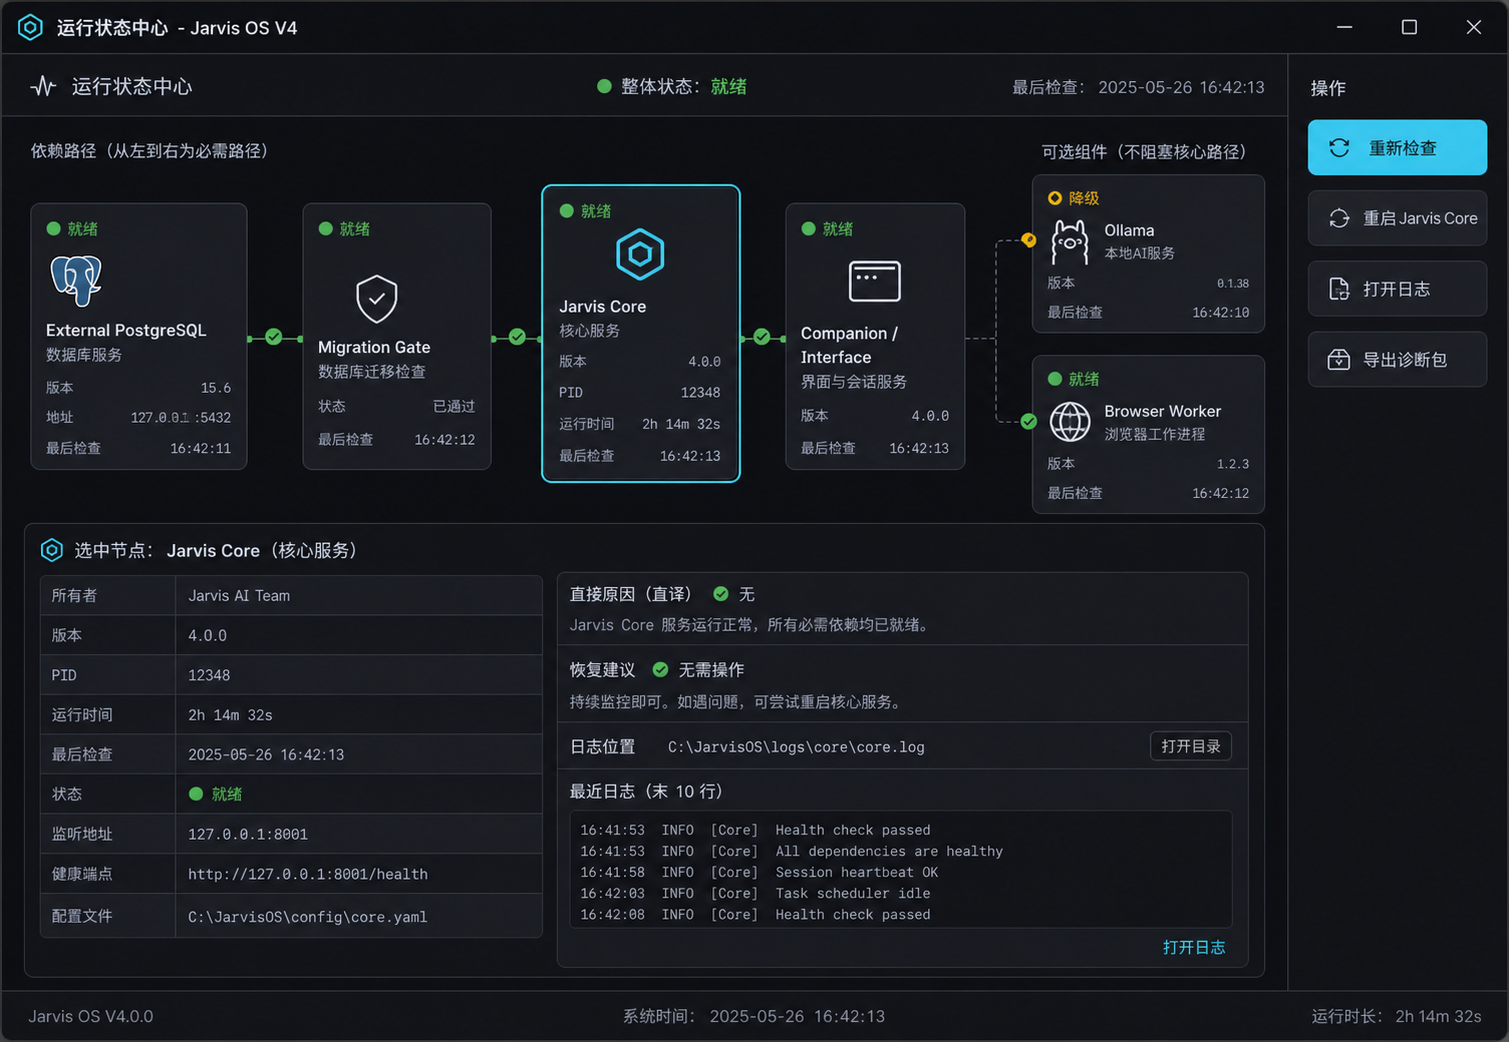 运行状态中心 - Jarvis OS V4
运行状态中心
整体状态： 就绪
最后检查： 2025-05-26 16:42:13
依赖路径（从左到右为必需路径）
就绪
External PostgreSQL
数据库服务
版本 15.6
地址 127.0.0.1 :5432
最后检查 16:42:11
就绪
Migration Gate
数据库迁移检查
状态 已通过
最后检查 16:42:12
就绪
Jarvis Core
核心服务
版本 4.0.0
PID 12348
运行时间 2h 14m 32s
最后检查 16:42:13
就绪
Companion /
Interface
界面与会话服务
版本 4.0.0
最后检查 16:42:13
可选组件（不阻塞核心路径）
降级
Ollama
本地AI服务
版本 0.1.38
最后检查 16:42:10
就绪
Browser Worker
浏览器工作进程
版本 1.2.3
最后检查 16:42:12
操作
重新检查
重启 Jarvis Core
打开日志
导出诊断包
选中节点： Jarvis Core（核心服务）
所有者 Jarvis AI Team
版本 4.0.0
PID 12348
运行时间 2h 14m 32s
最后检查 2025-05-26 16:42:13
状态 就绪
监听地址 127.0.0.1:8001
健康端点 http://127.0.0.1:8001/health
配置文件 C:\JarvisOS\config\core.yaml
直接原因（直译） 无
Jarvis Core 服务运行正常，所有必需依赖均已就绪。
恢复建议 无需操作
持续监控即可。如遇问题，可尝试重启核心服务。
日志位置 C:\JarvisOS\logs\core\core.log 打开目录
最近日志（末 10 行）
16:41:53 INFO [Core] Health check passed
16:41:53 INFO [Core] All dependencies are healthy
16:41:58 INFO [Core] Session heartbeat OK
16:42:03 INFO [Core] Task scheduler idle
16:42:08 INFO [Core] Health check passed
打开日志
Jarvis OS V4.0.0
系统时间： 2025-05-26 16:42:13
运行时长： 2h 14m 32s